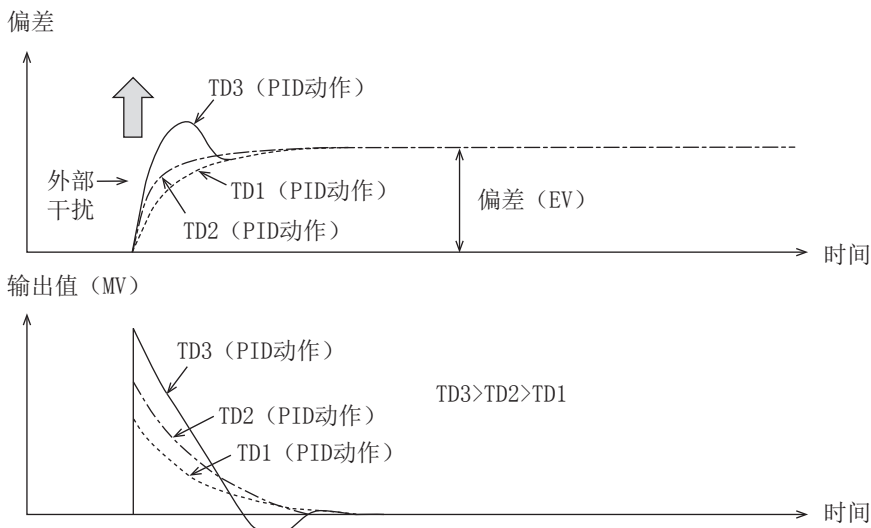 偏差
TD3（PID动作）
外部
干扰
TD1（PID动作）
TD2（PID动作）
偏差（EV）
时间
输出值（MV）
TD3（PID动作）
TD3>TD2>TD1
TD2（PID动作）
TD1（PID动作）
时间